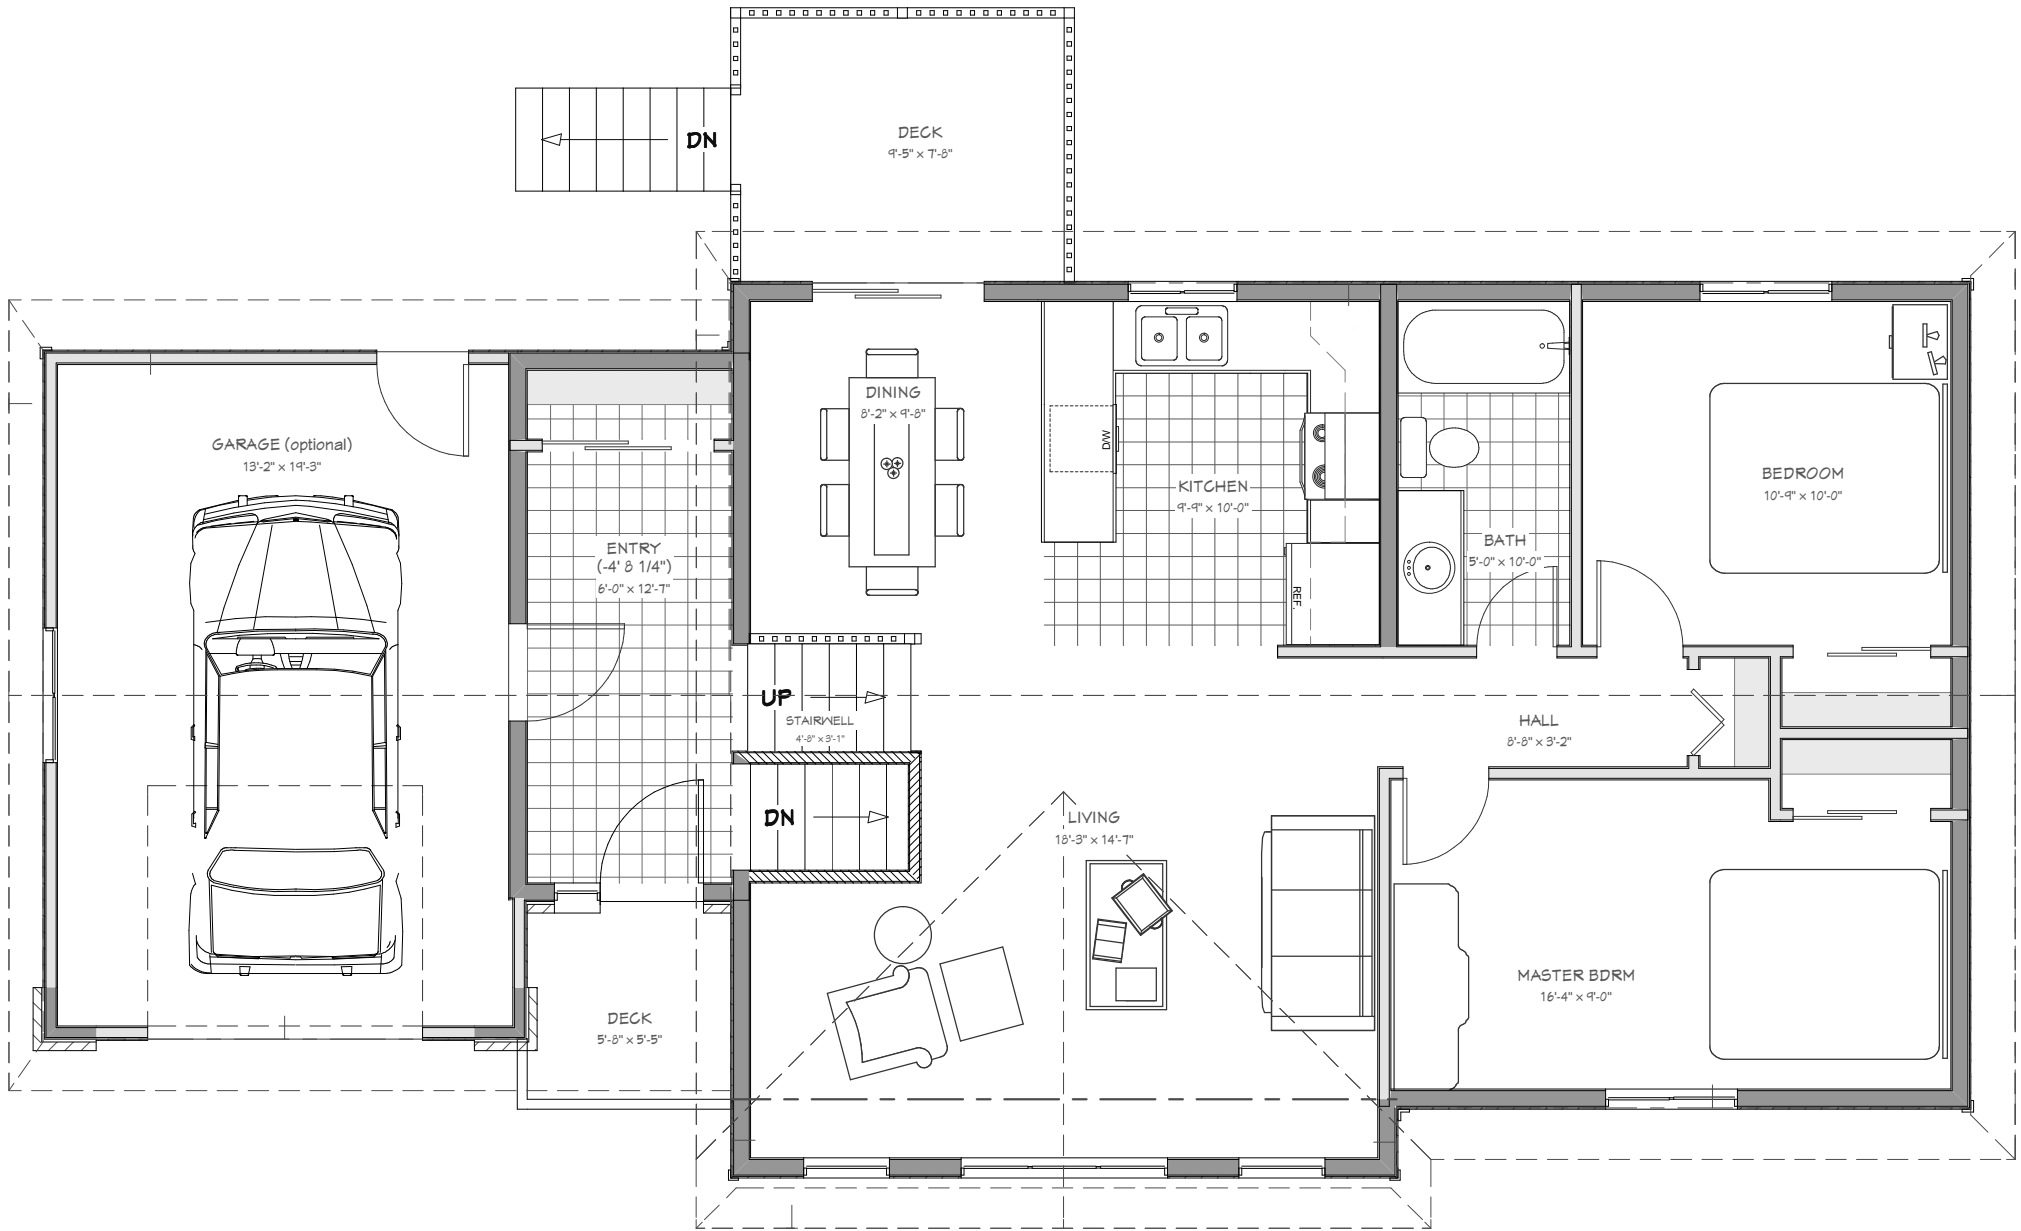 DN
DECK
9'-5" x 7'-8"
GARAGE (optional)
13'-2" x 19'-3"
DINING
8'-2" x 9'-8"
D/W
KITCHEN
9'-9" x 10'-0"
BEDROOM
10'-9" x 10'-0"
ENTRY
(-4' 8 1/4")
6'-0" x 12'-7"
BATH
5'-0" x 10'-0"
REF.
UP
STAIRWELL
4'-8" x 3'-1"
HALL
8'-8" x 3'-2"
DN
LIVING
18'-3" x 14'-7"
MASTER BDRM
16'-4" x 9'-0"
DECK
5'-8" x 5'-5"